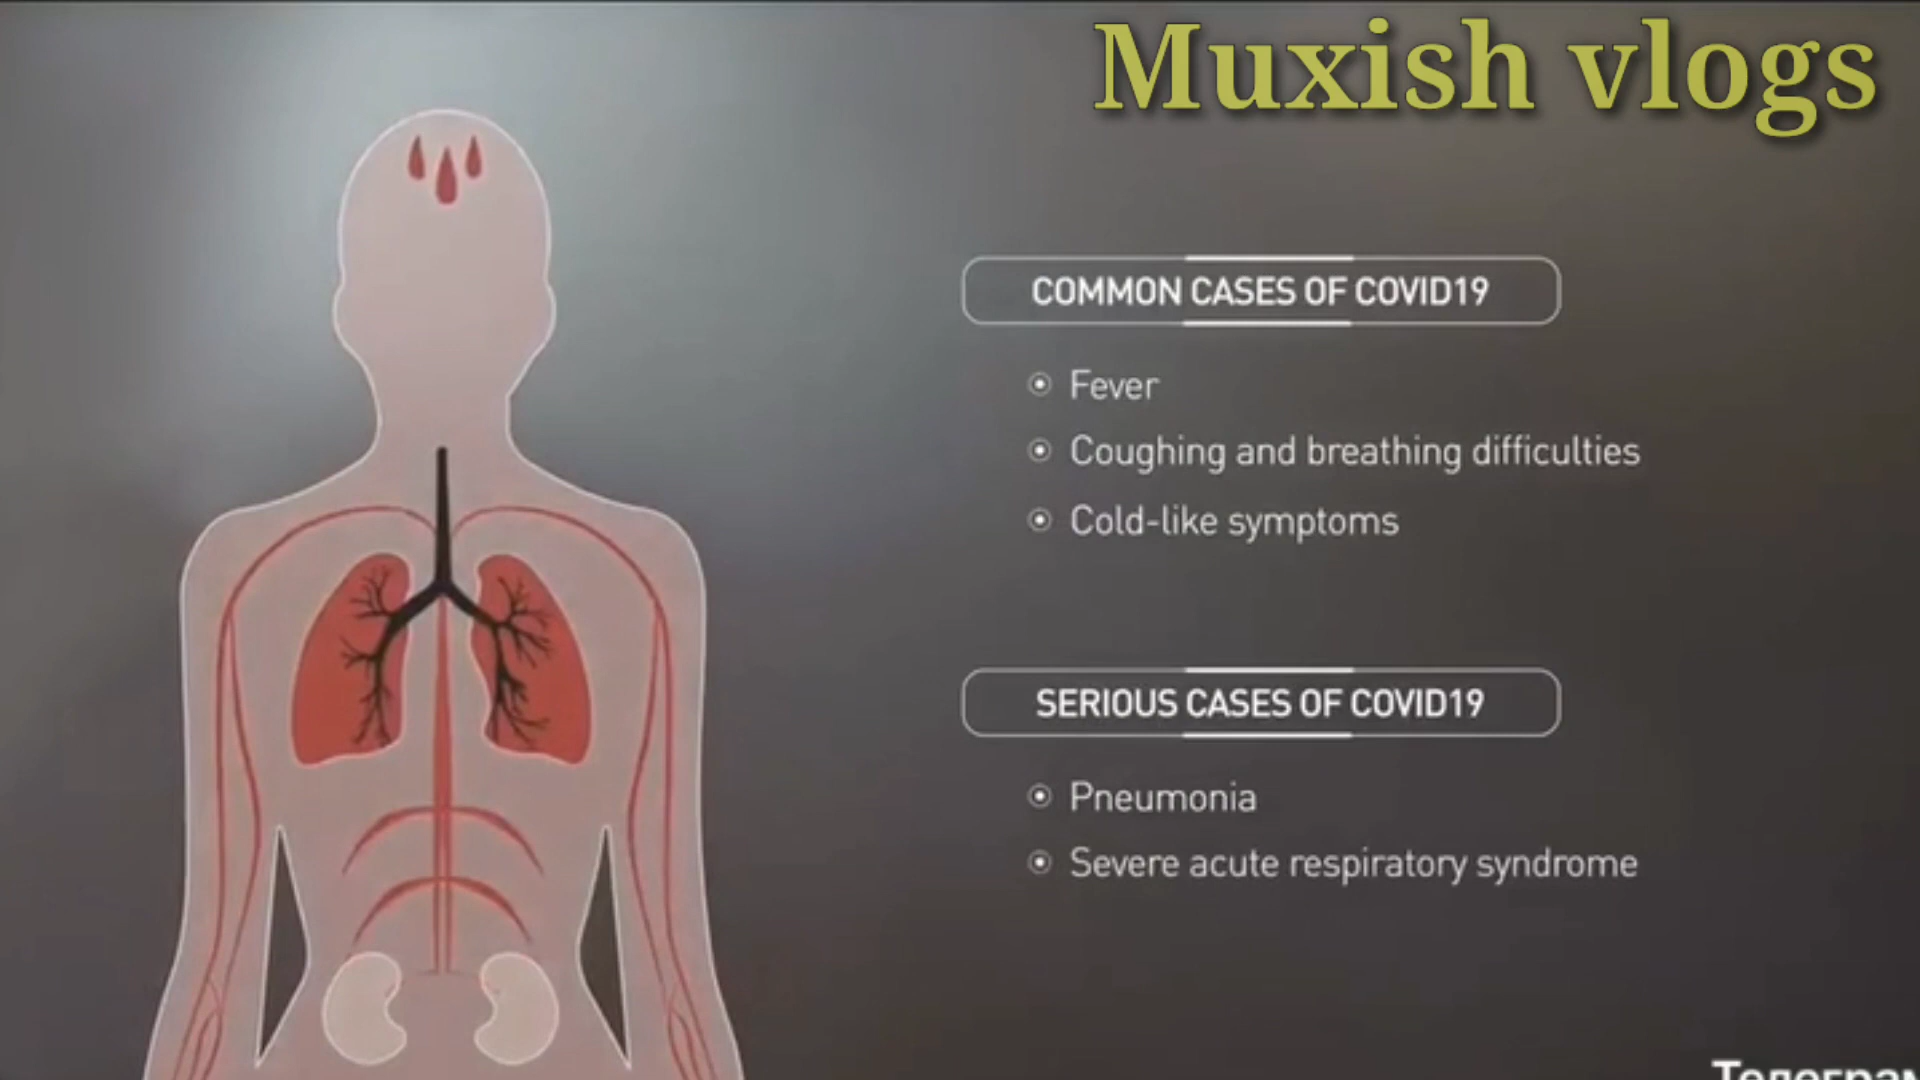 Muxish vlogs
COMMON CASES OF COVID19
Fever
Coughing and breathing difficulties
Cold-like symptoms
SERIOUS CASES OF COVID19
Pneumonia
Severe acute respiratory syndrome